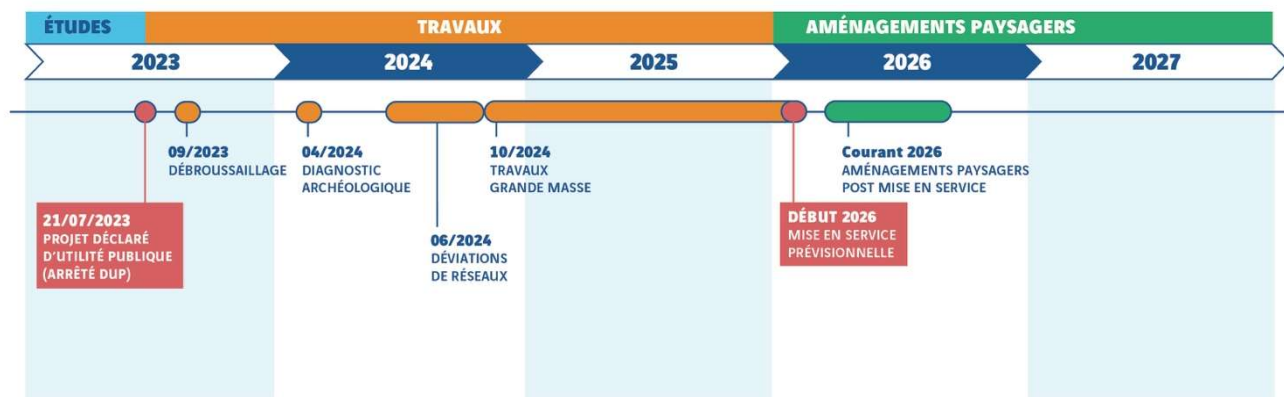 ÉTUDES
TRAVAUX
AMÉNAGEMENTS PAYSAGERS
2023
2024
2025
2026
2027
09/2023
DÉBROUSSAILLAGE
04/2024
DIAGNOSTIC
ARCHÉOLOGIQUE
10/2024
TRAVAUX
GRANDE MASSE
Courant 2026
AMÉNAGEMENTS PAYSAGERS
POST MISE EN SERVICE
21/07/2023
PROJET DÉCLARÉ
D'UTILITÉ PUBLIQUE
(ARRÊTÉ DUP)
06/2024
DÉVIATIONS
DE RÉSEAUX
DÉBUT 2026
MISE EN SERVICE
PRÉVISIONNELLE